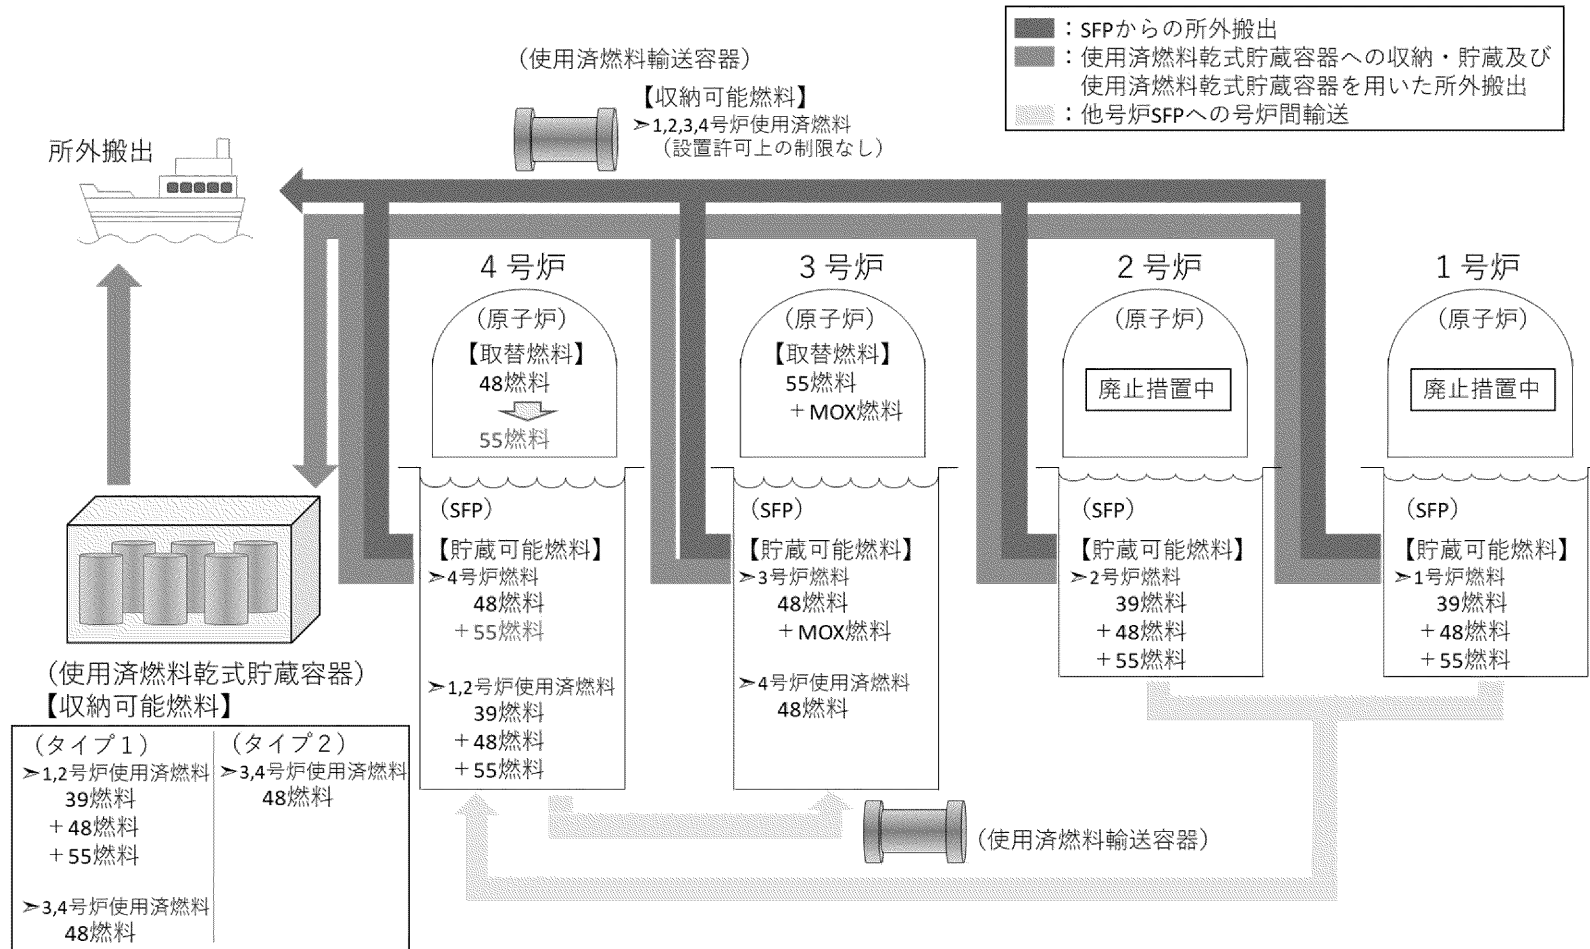 ：SFPからの所外搬出
：使用済燃料乾式貯蔵容器への収納・貯蔵及び
使用済燃料乾式貯蔵容器を用いた所外搬出
：他号炉SFPへの号炉間輸送
（使用済燃料輸送容器）
【収納可能燃料】
➢1,2,3,4号炉使用済燃料
（設置許可上の制限なし）
所外搬出
４号炉
（原子炉）
【取替燃料】
48燃料
55燃料
（SFP）
【貯蔵可能燃料】
➢4号炉燃料
48燃料
＋55燃料
➢1,2号炉使用済燃料
39燃料
＋48燃料
＋55燃料
３号炉
（原子炉）
【取替燃料】
55燃料
＋MOX燃料
（SFP）
【貯蔵可能燃料】
➢3号炉燃料
48燃料
＋MOX燃料
➢4号炉使用済燃料
48燃料
２号炉
（原子炉）
廃止措置中
（SFP）
【貯蔵可能燃料】
➢2号炉燃料
39燃料
＋48燃料
＋55燃料
１号炉
（原子炉）
廃止措置中
（SFP）
【貯蔵可能燃料】
➢1号炉燃料
39燃料
＋48燃料
＋55燃料
（使用済燃料乾式貯蔵容器）
【収納可能燃料】
（タイプ１）
➢1,2号炉使用済燃料
39燃料
＋48燃料
＋55燃料
➢3,4号炉使用済燃料
48燃料
（タイプ２）
➢3,4号炉使用済燃料
48燃料
（使用済燃料輸送容器）